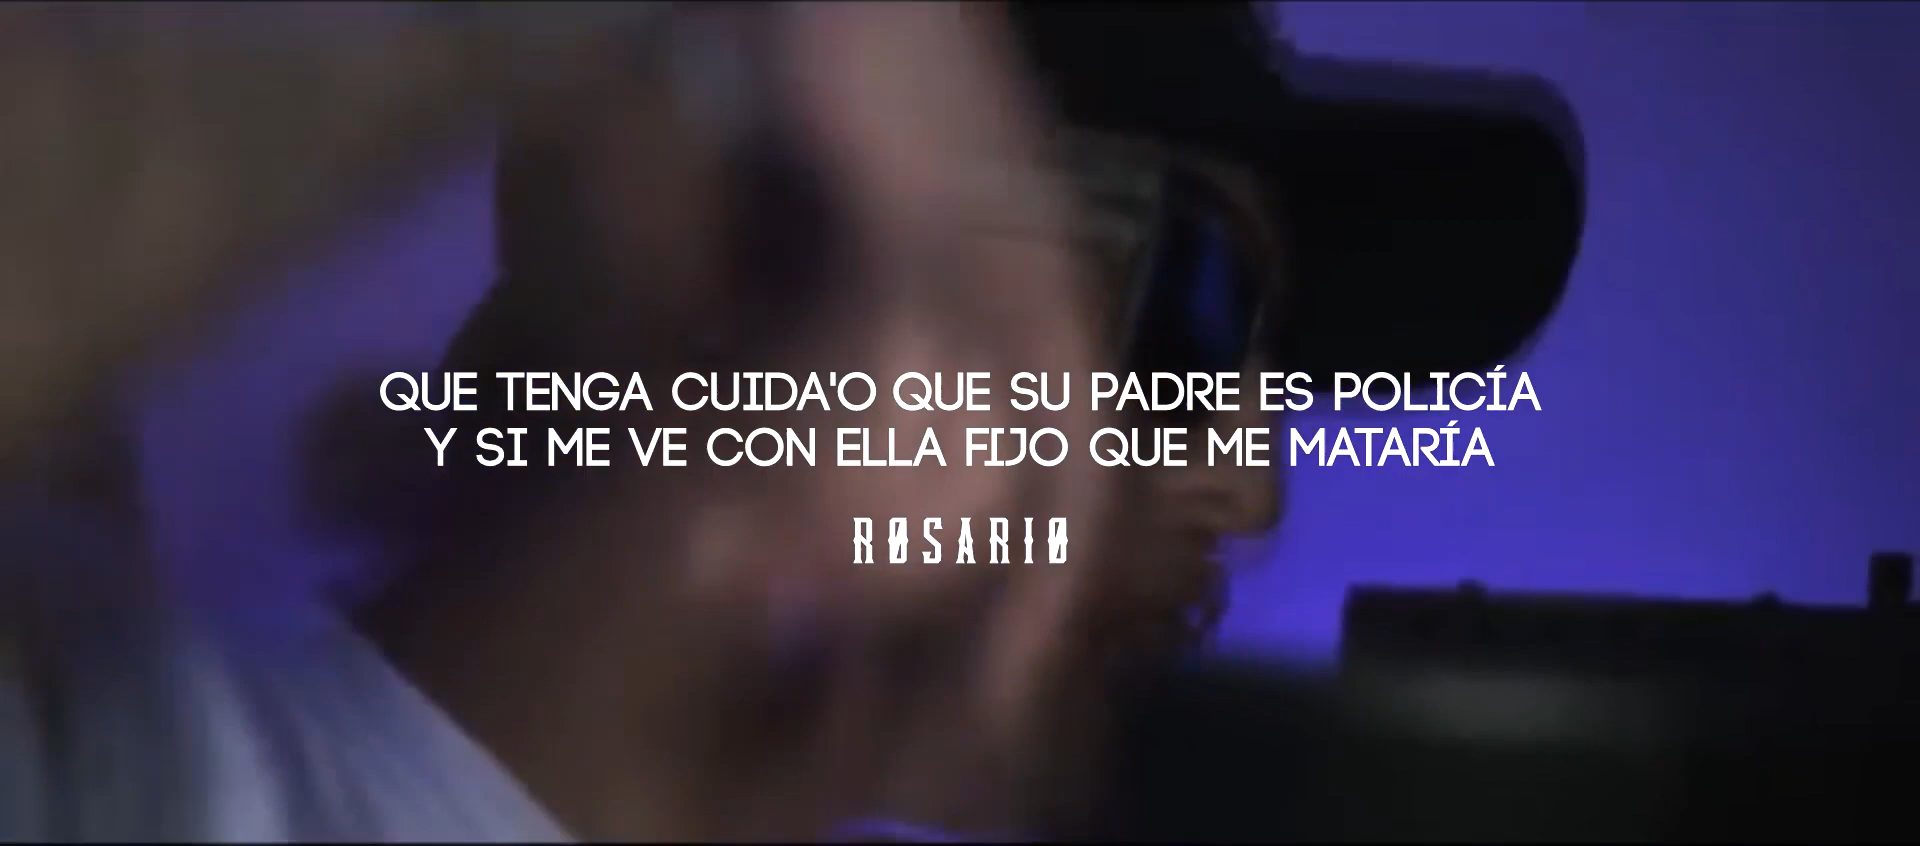 QUE TENGA CUIDA'O QUE SU PADRE ES POLICÍA
Y SI ME VE CON ELLA FIJO QUE ME MATARÍA
RØSARIØ